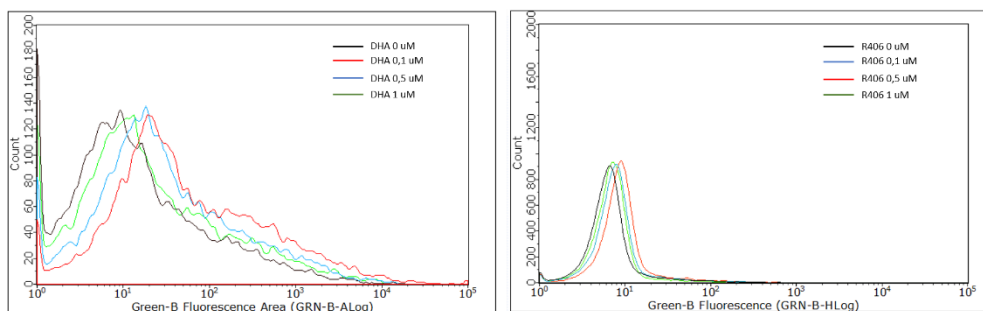 200
180
160
140
120
100
80
60
40
20
0
Count
DHA 0 uM
DHA 0,1 uM
DHA 0,5 uM
DHA 1 uM
10^0
10^1
10^2
10^3
10^4
10^5
Green-B Fluorescence Area (GRN-B-ALog)
2000
1800
1500
1200
900
600
200
0
Count
R406 0 uM
R406 0,1 uM
R406 0,5 uM
R406 1 uM
10^0
10^1
10^2
10^3
10^4
10^5
Green-B Fluorescence (GRN-B-HLog)